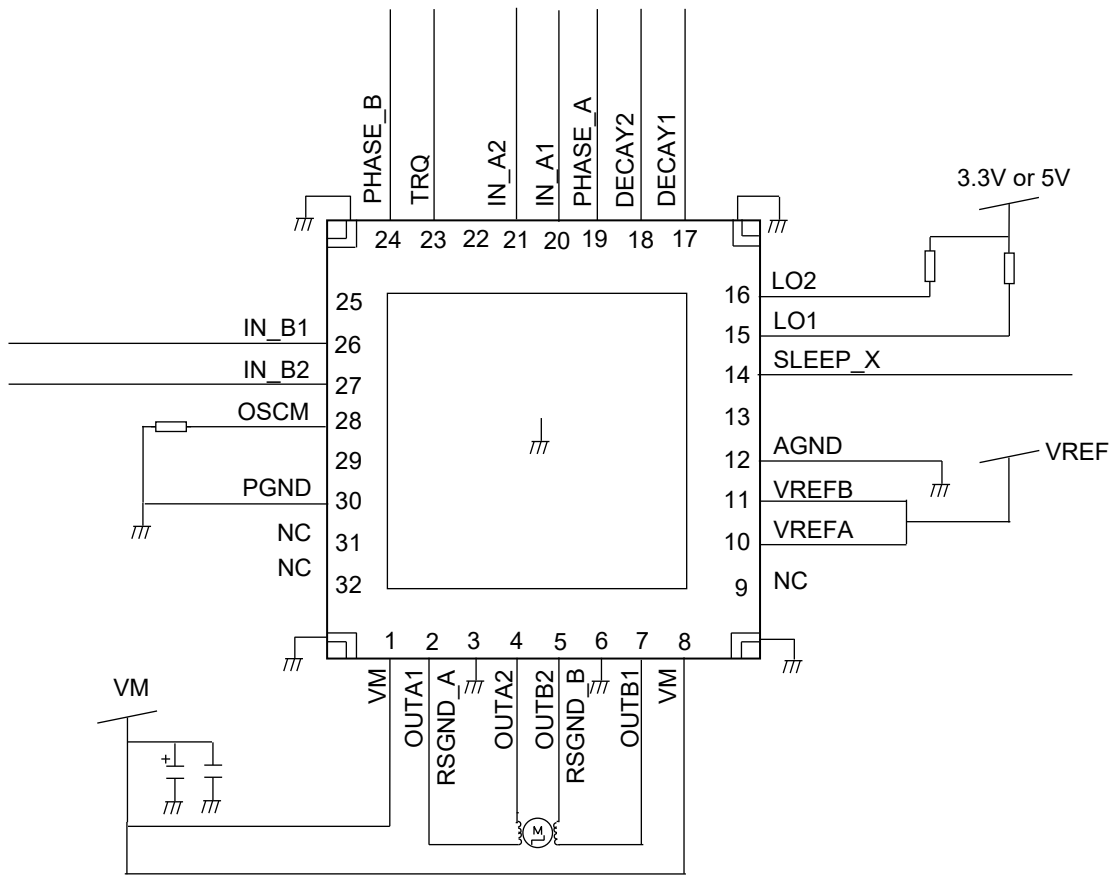 PHASE_B
TRQ
IN_A2
IN_A1
PHASE_A
DECAY2
DECAY1
3.3V or 5V
24 23 22 21 20 19 18 17
25
16 LO2
IN_B1 26
15 LO1
IN_B2 27
14 SLEEP_X
OSCM 28
13
29
12 AGND
VREF
PGND 30
11 VREFB
NC 31
10 VREFA
NC 32
9 NC
1 2 3 4 5 6 7 8
VM
OUTA1
RSGND_A
OUTA2
OUTB2
RSGND_B
OUTB1
VM
VM
+
M